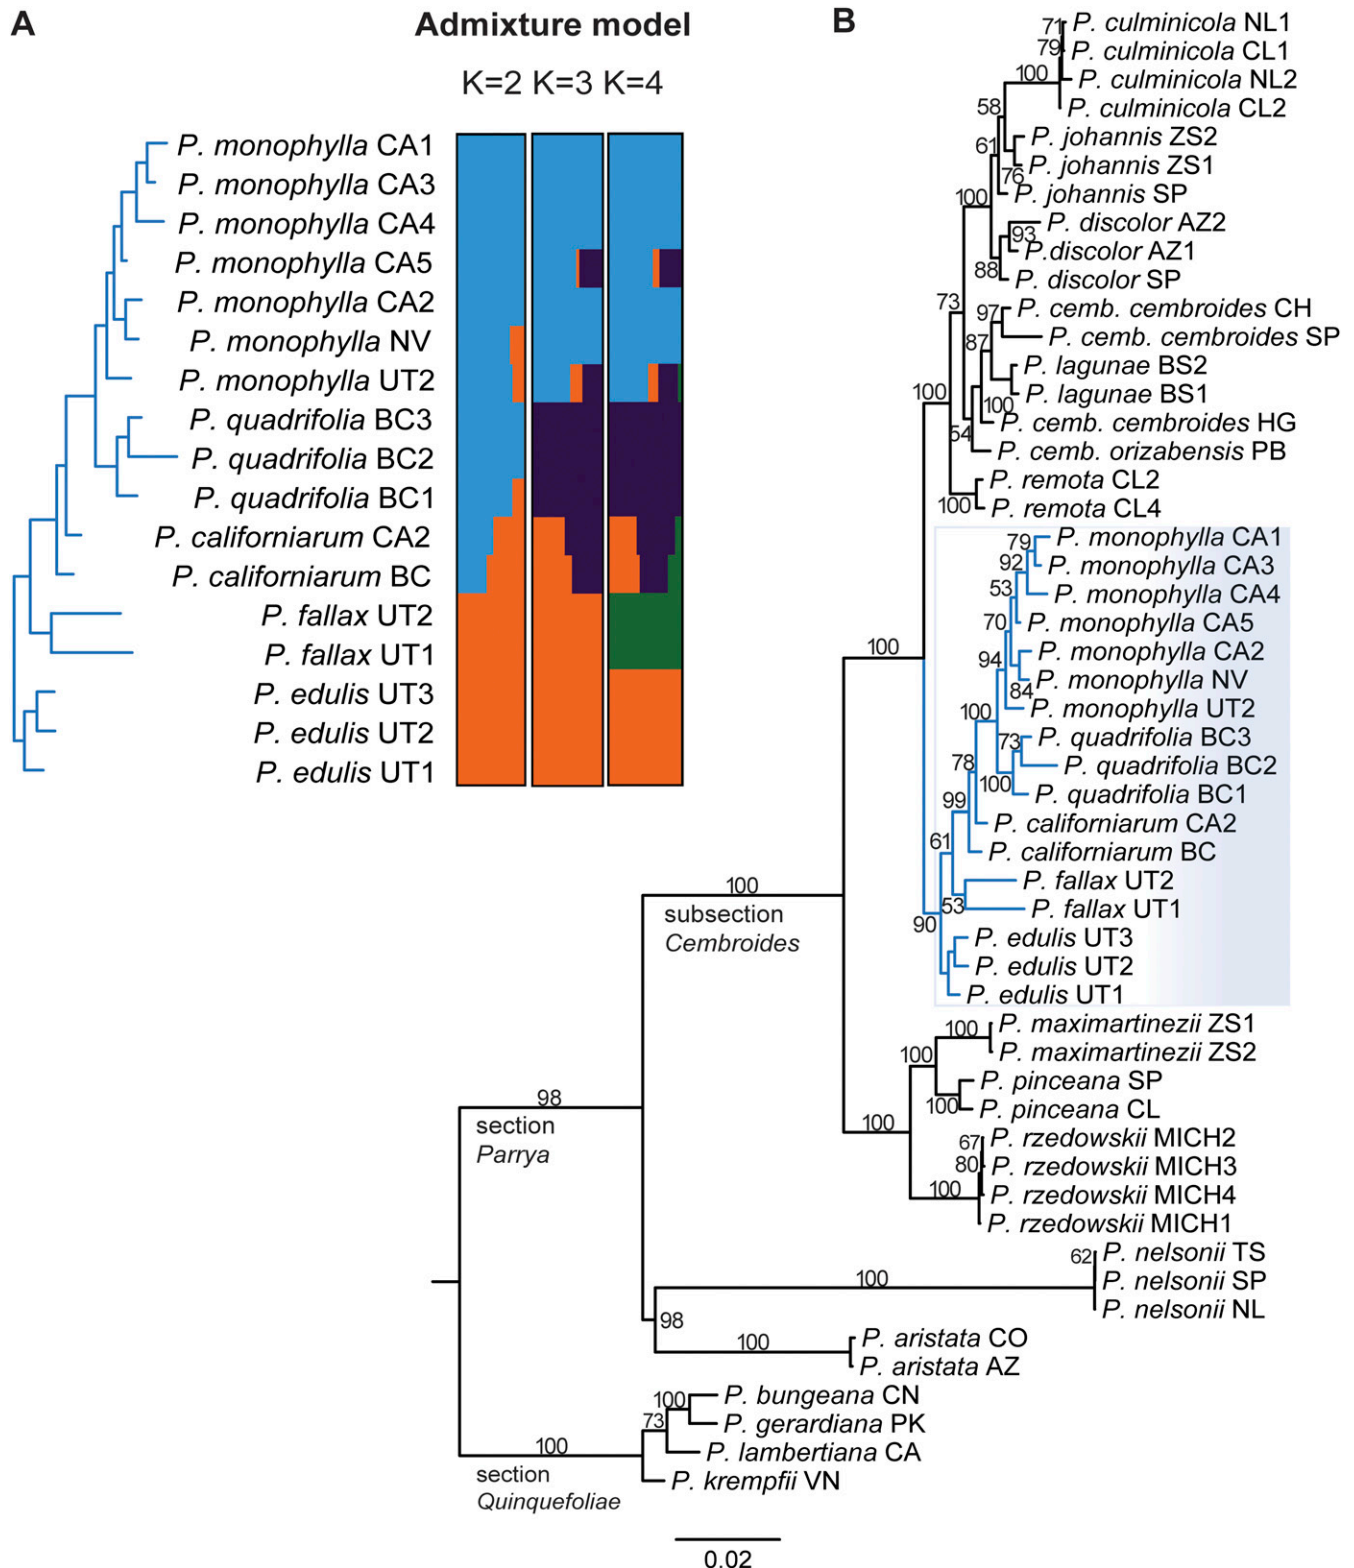 A
Admixture model
K=2 K=3 K=4
P. monophylla CA1
P. monophylla CA3
P. monophylla CA4
P. monophylla CA5
P. monophylla CA2
P. monophylla NV
P. monophylla UT2
P. quadrifolia BC3
P. quadrifolia BC2
P. quadrifolia BC1
P. californiarum CA2
P. californiarum BC
P. fallax UT2
P. fallax UT1
P. edulis UT3
P. edulis UT2
P. edulis UT1
B
71
P. culminicola NL1
79
P. culminicola CL1
100
P. culminicola NL2
58
P. culminicola CL2
P. johannis ZS2
61
P. johannis ZS1
76
P. johannis SP
100
P. discolor AZ2
93
P.discolor AZ1
88
P. discolor SP
73
97
P. cemb. cembroides CH
87
P. cemb. cembroides SP
P. lagunae BS2
100
P. lagunae BS1
100
P. cemb. cembroides HG
54
P. cemb. orizabensis PB
P. remota CL2
100
P. remota CL4
79
P. monophylla CA1
92
P. monophylla CA3
53
P. monophylla CA4
70
P. monophylla CA5
94
P. monophylla CA2
84
P. monophylla NV
100
P. monophylla UT2
73
P. quadrifolia BC3
78
P. quadrifolia BC2
100
P. quadrifolia BC1
99
P. californiarum CA2
61
P. californiarum BC
P. fallax UT2
53
P. fallax UT1
90
P. edulis UT3
P. edulis UT2
P. edulis UT1
100
100
subsection
Cembroides
100
P. maximartinezii ZS1
100
P. maximartinezii ZS2
P. pinceana SP
100
P. pinceana CL
100
67
P. rzedowskii MICH2
80
P. rzedowskii MICH3
100
P. rzedowskii MICH4
P. rzedowskii MICH1
98
section
Parrya
62
P. nelsonii TS
100
P. nelsonii SP
P. nelsonii NL
98
100
P. aristata CO
P. aristata AZ
100
P. bungeana CN
73
P. gerardiana PK
P. lambertiana CA
P. krempfii VN
100
section
Quinquefoliae
0.02